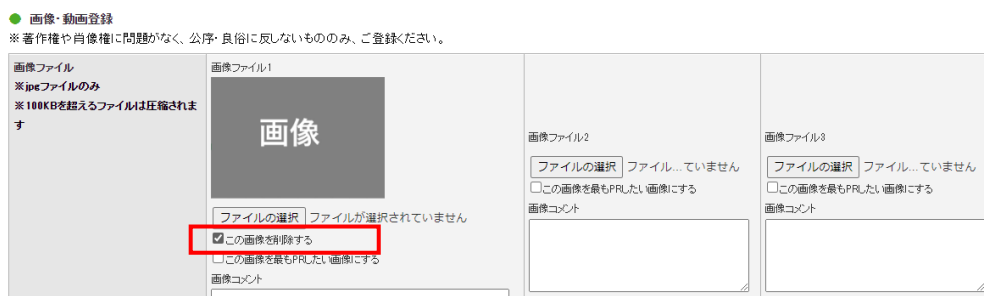 ● 画像・動画登録
※著作権や肖像権に問題がなく、公序・良俗に反しないもののみ、ご登録ください。
画像ファイル
※jpgファイルのみ
※100KBを超えるファイルは圧縮されます
画像ファイル1
画像
ファイルの選択 ファイルが選択されていません
この画像を削除する
この画像を最もPRしたい画像にする
画像コメント
画像ファイル2
ファイルの選択 ファイル...ていません
この画像を最もPRしたい画像にする
画像コメント
画像ファイル3
ファイルの選択 ファイル...ていません
この画像を最もPRしたい画像にする
画像コメント